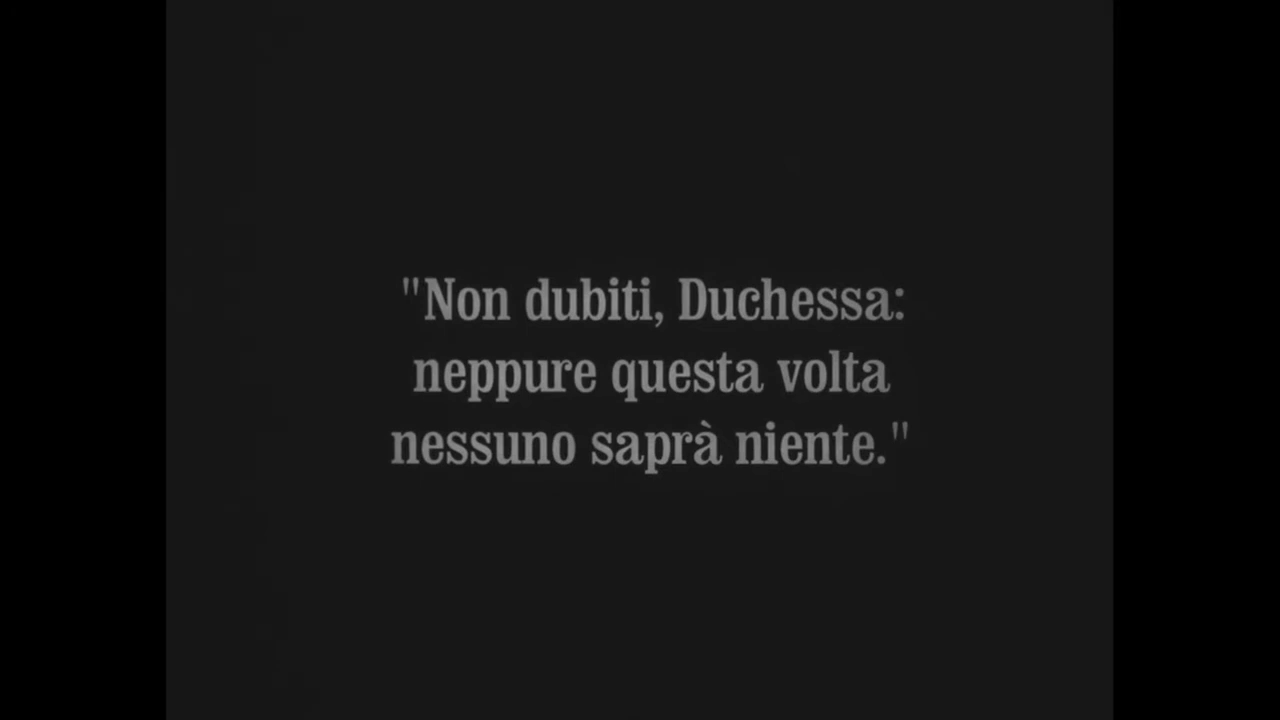 "Non dubiti, Duchessa:
neppure questa volta
nessuno saprà niente."